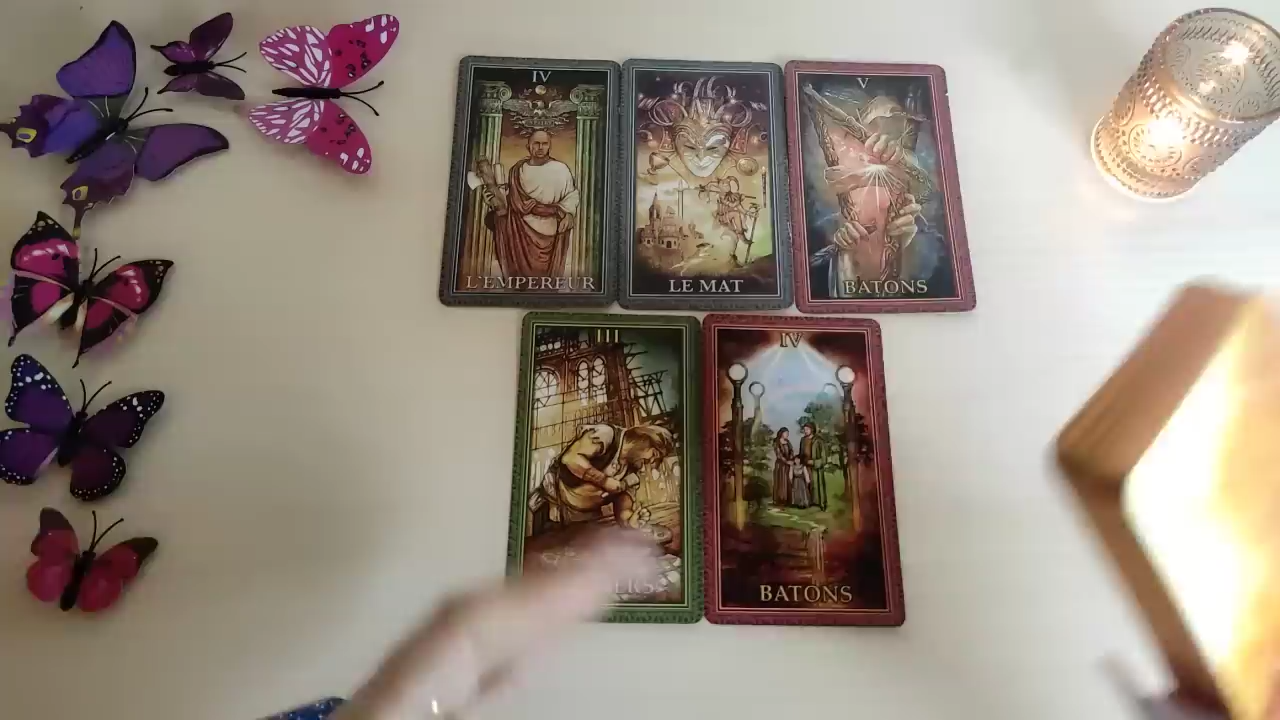 IV
L'EMPEREUR
LE MAT
V
BATONS
III
IV
BATONS